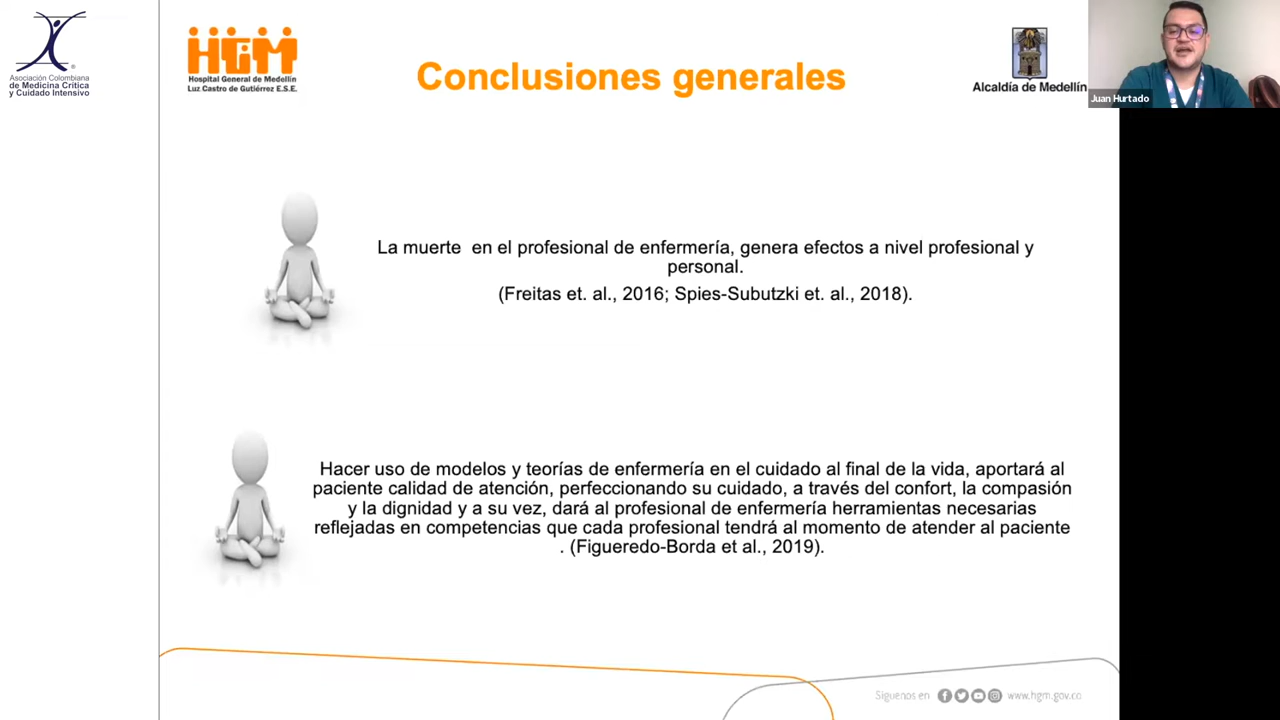 Asociación Colombiana
de Medicina Crítica
y Cuidado Intensivo
HGM
Hospital General de Medellín
Luz Castro de Gutiérrez E.S.E.
Conclusiones generales
Alcaldía de Medellín
Juan Hurtado
La muerte en el profesional de enfermería, genera efectos a nivel profesional y
personal.
(Freitas et. al., 2016; Spies-Subutzki et. al., 2018).
Hacer uso de modelos y teorías de enfermería en el cuidado al final de la vida, aportará al
paciente calidad de atención, perfeccionando su cuidado, a través del confort, la compasión
y la dignidad y a su vez, dará al profesional de enfermería herramientas necesarias
reflejadas en competencias que cada profesional tendrá al momento de atender al paciente
. (Figueredo-Borda et al., 2019).
Síguenos en www.hgm.gov.co